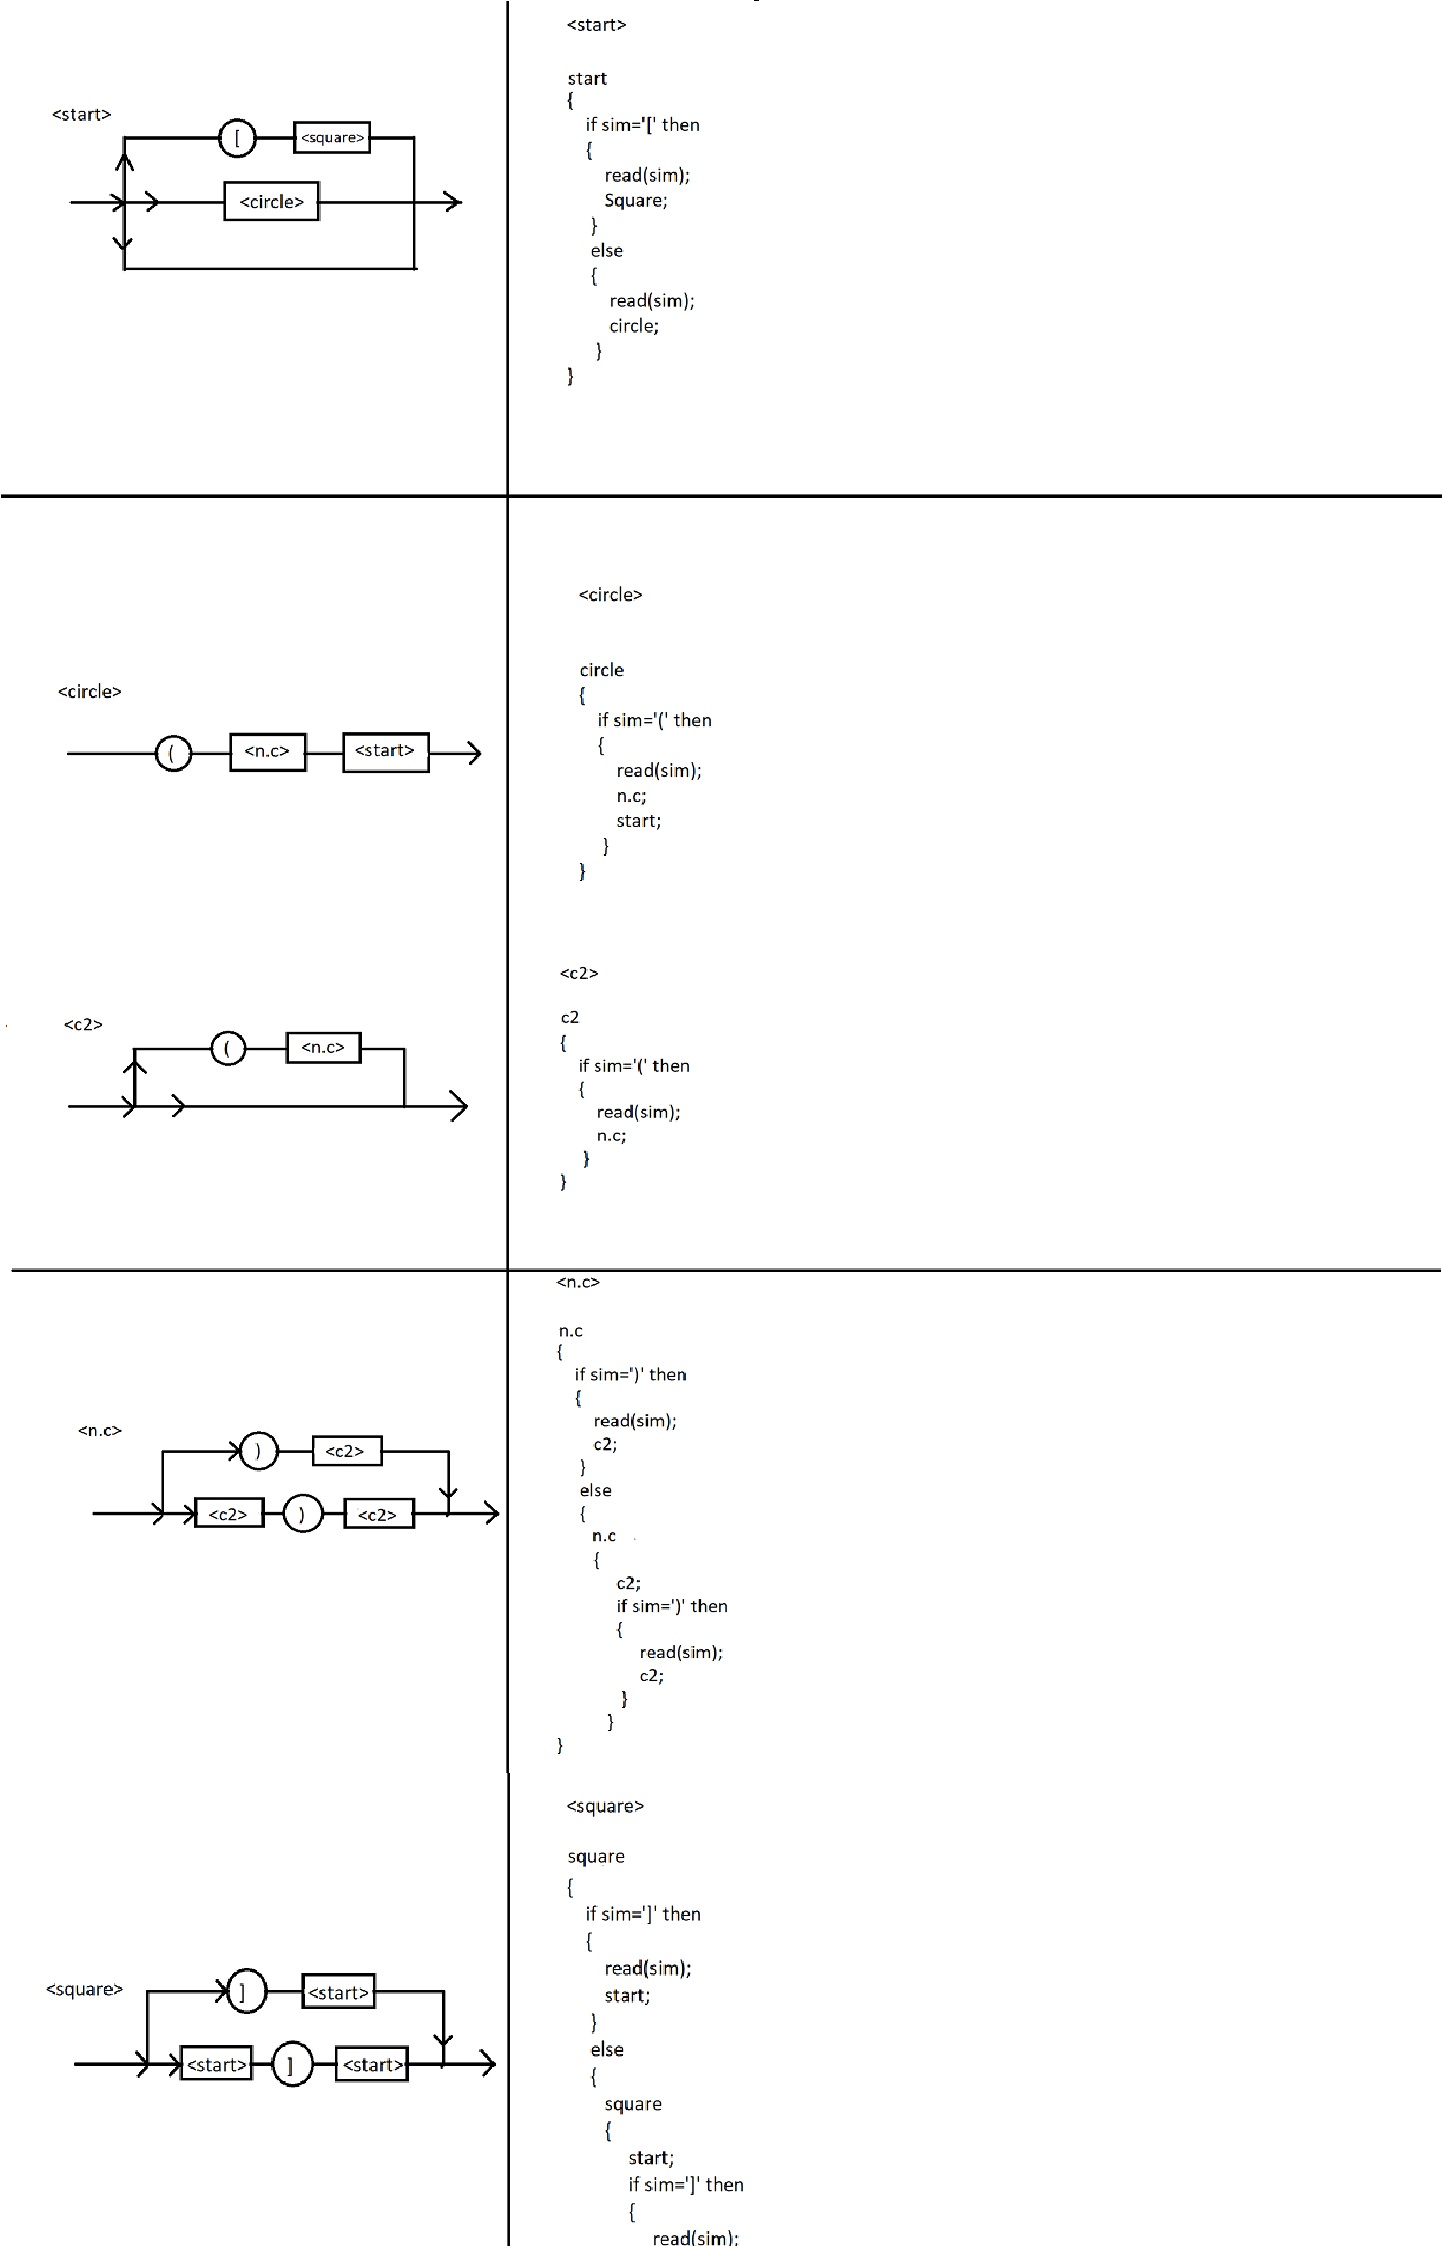 <start>
[
<square>
<circle>
<start>
start
{
if sim='[' then
{
read(sim);
Square;
}
else
{
read(sim);
circle;
}
}
<circle>
( <n.c> <start>
<circle>
circle
{
if sim='(' then
{
read(sim);
n.c;
start;
}
}
<c2>
( <n.c>
<c2>
c2
{
if sim='(' then
{
read(sim);
n.c;
}
}
<n.c>
) <c2>
<c2> ) <c2>
<n.c>
n.c
{
if sim=')' then
{
read(sim);
c2;
}
else
{
n.c
{
c2;
if sim=')' then
{
read(sim);
c2;
}
}
}
<square>
] <start>
<start> ] <start>
<square>
square
{
if sim=']' then
{
read(sim);
start;
}
else
{
square
{
start;
if sim=']' then
{
read(sim);